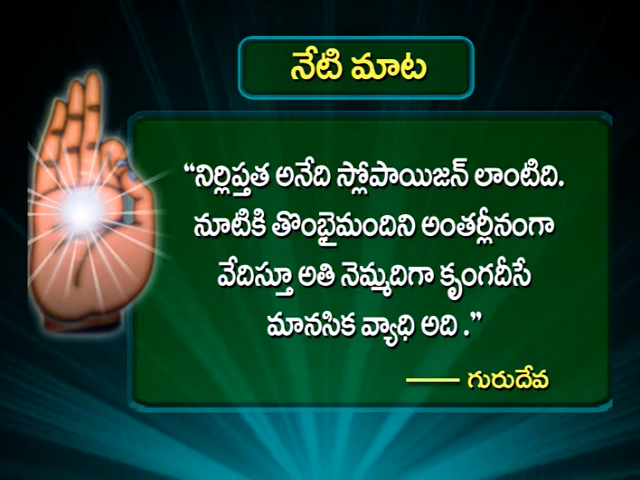 నేటి మాట
“నిర్లిప్తత అనేది స్లోపాయిజన్ లాంటిది.
నూటికి తొంభైమందిని అంతర్లీనంగా
వేదిస్తూ అతి నెమ్మదిగా కృంగదీసే
మానసిక వ్యాధి అది .”
—— గురుదేవ